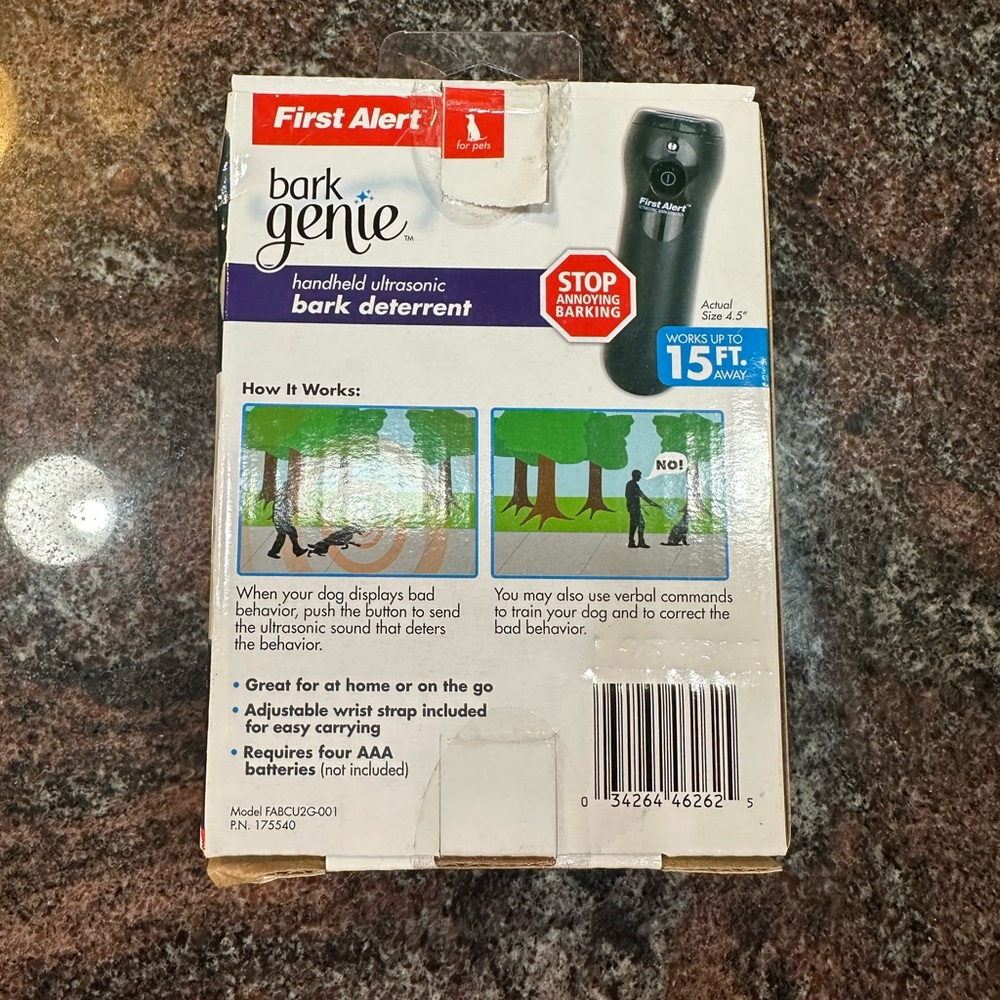 First Alert
for pets
bark
genie™
handheld ultrasonic
bark deterrent
STOP
ANNOYING
BARKING
First Alert™
Actual
Size 4.5"
WORKS UP TO
15 FT.
AWAY
How It Works:
NO!
When your dog displays bad
behavior, push the button to send
the ultrasonic sound that deters
the behavior.
You may also use verbal commands
to train your dog and to correct the
bad behavior.
• Great for at home or on the go
• Adjustable wrist strap included
for easy carrying
• Requires four AAA
batteries (not included)
Model FABCU2G-001
P.N. 175540
0 34264 46262 5